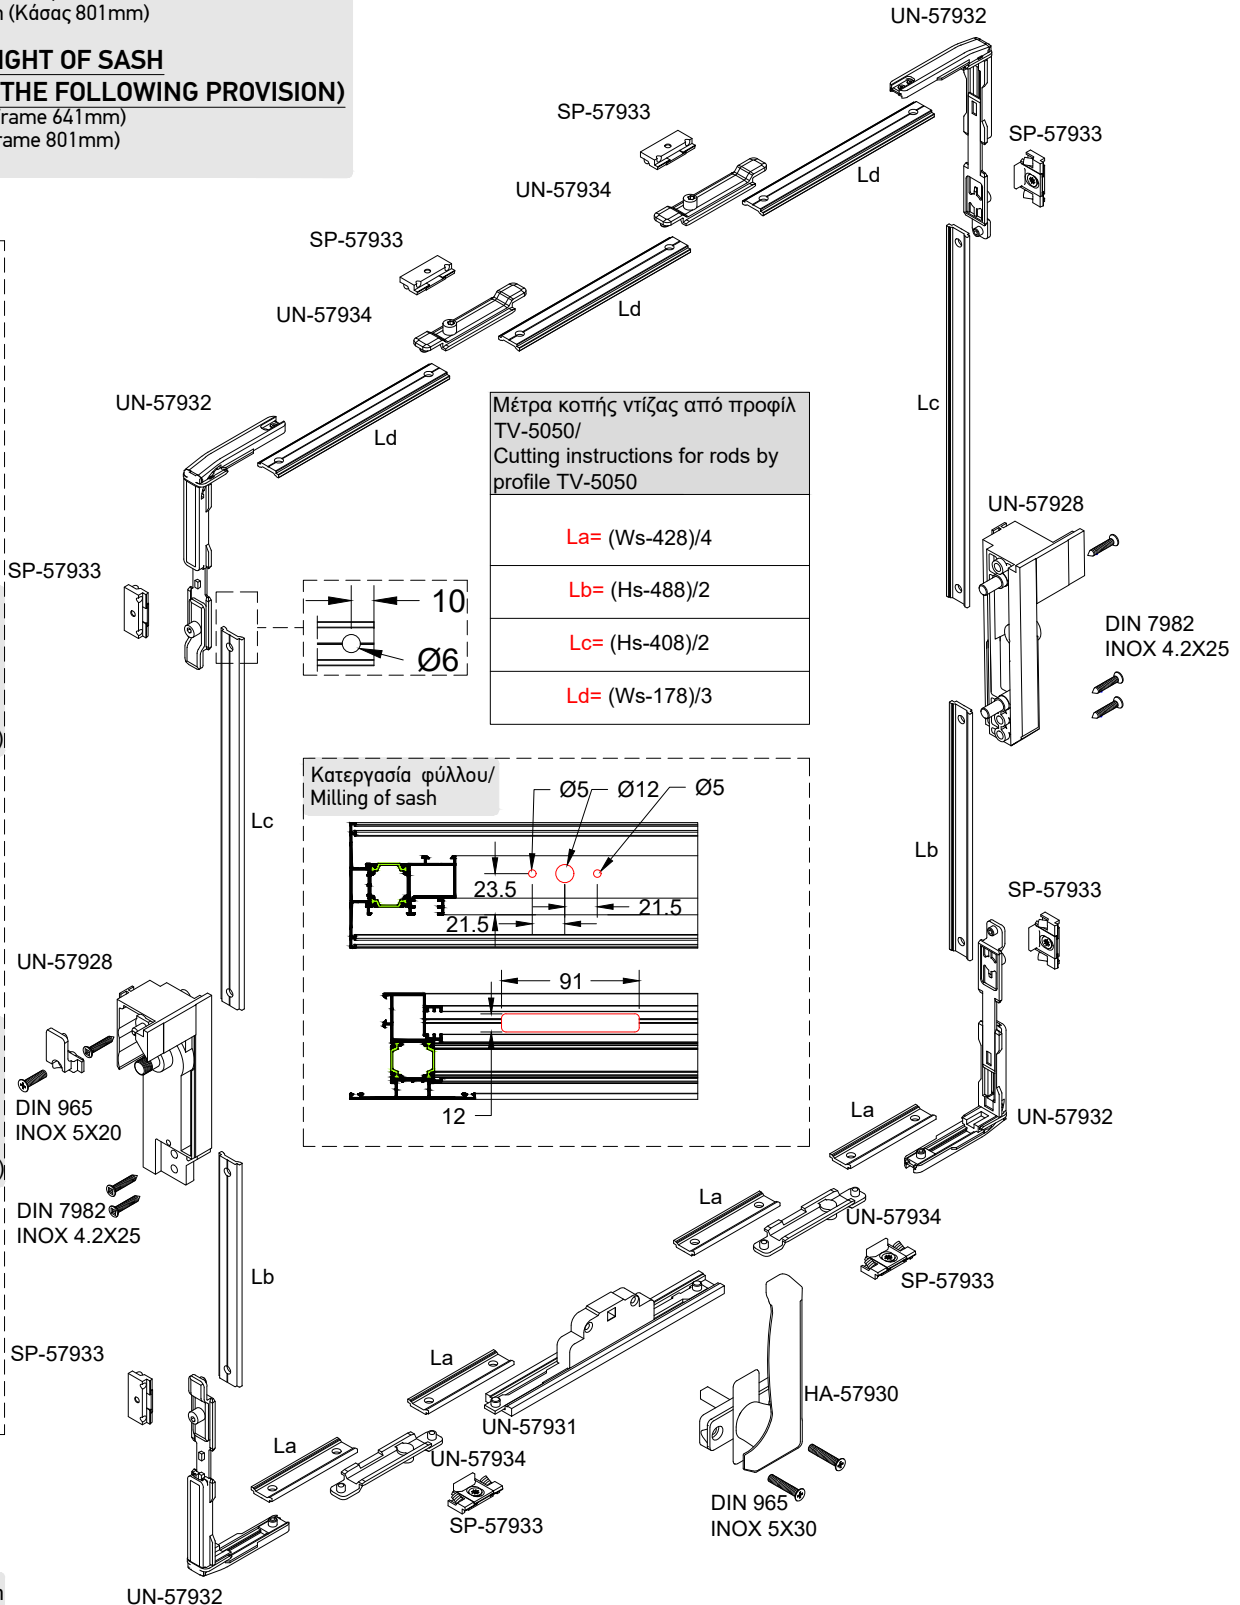 (Κάσας 801mm)
OF SASH
THE FOLLOWING PROVISION)
641mm)
801mm)
UN-57932
SP-57933
SP-57933
UN-57934
Ld
SP-57933
UN-57934
Ld
UN-57932
Ld
Lc
Μέτρα κοπής ντίζας από προφίλ
TV-5050/
Cutting instructions for rods by
profile TV-5050
La= (Ws-428)/4
Lb= (Hs-488)/2
Lc= (Hs-408)/2
Ld= (Ws-178)/3
UN-57928
SP-57933
10
Ø6
DIN 7982
INOX 4.2X25
Κατεργασία φύλλου/
Milling of sash
Ø5
Ø12
Ø5
23.5
21.5
21.5
91
12
Lc
Lb
SP-57933
UN-57928
DIN 965
INOX 5X20
DIN 7982
INOX 4.2X25
La
UN-57932
La
UN-57934
SP-57933
Lb
SP-57933
La
HA-57930
UN-57931
La
UN-57934
SP-57933
DIN 965
INOX 5X30
UN-57932